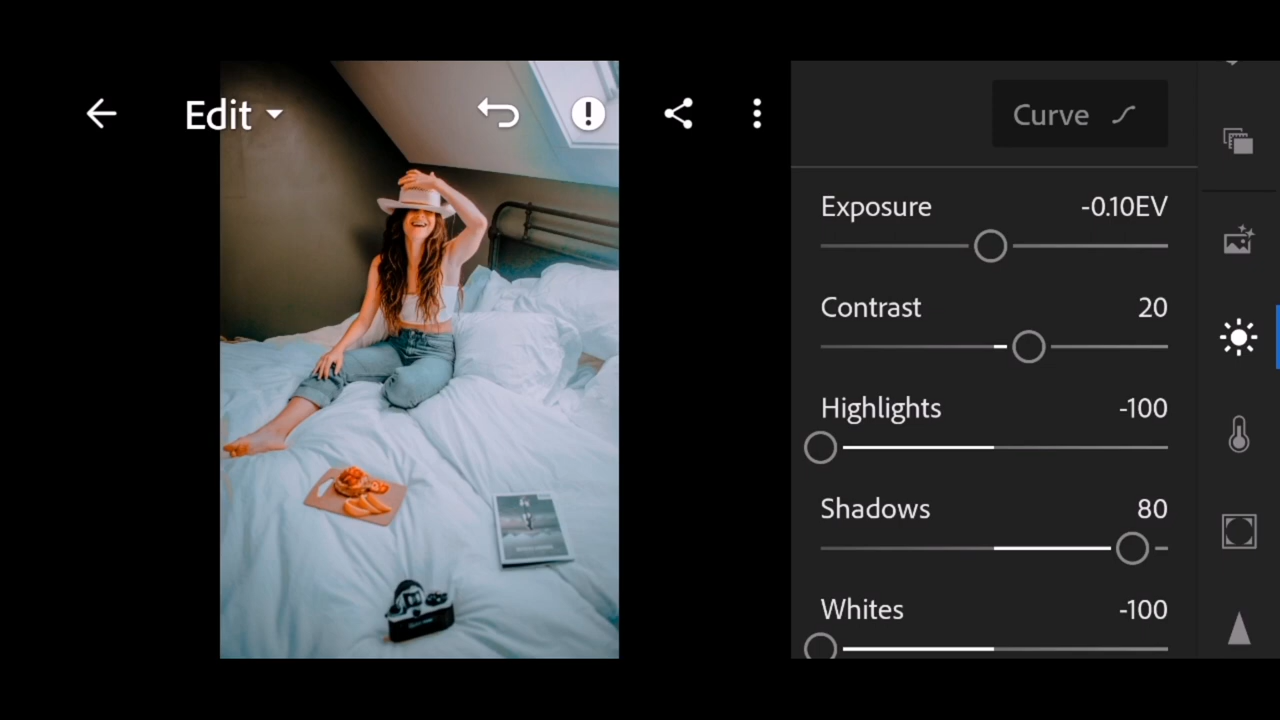 Edit
Curve
Exposure -0.10EV
Contrast 20
Highlights -100
Shadows 80
Whites -100